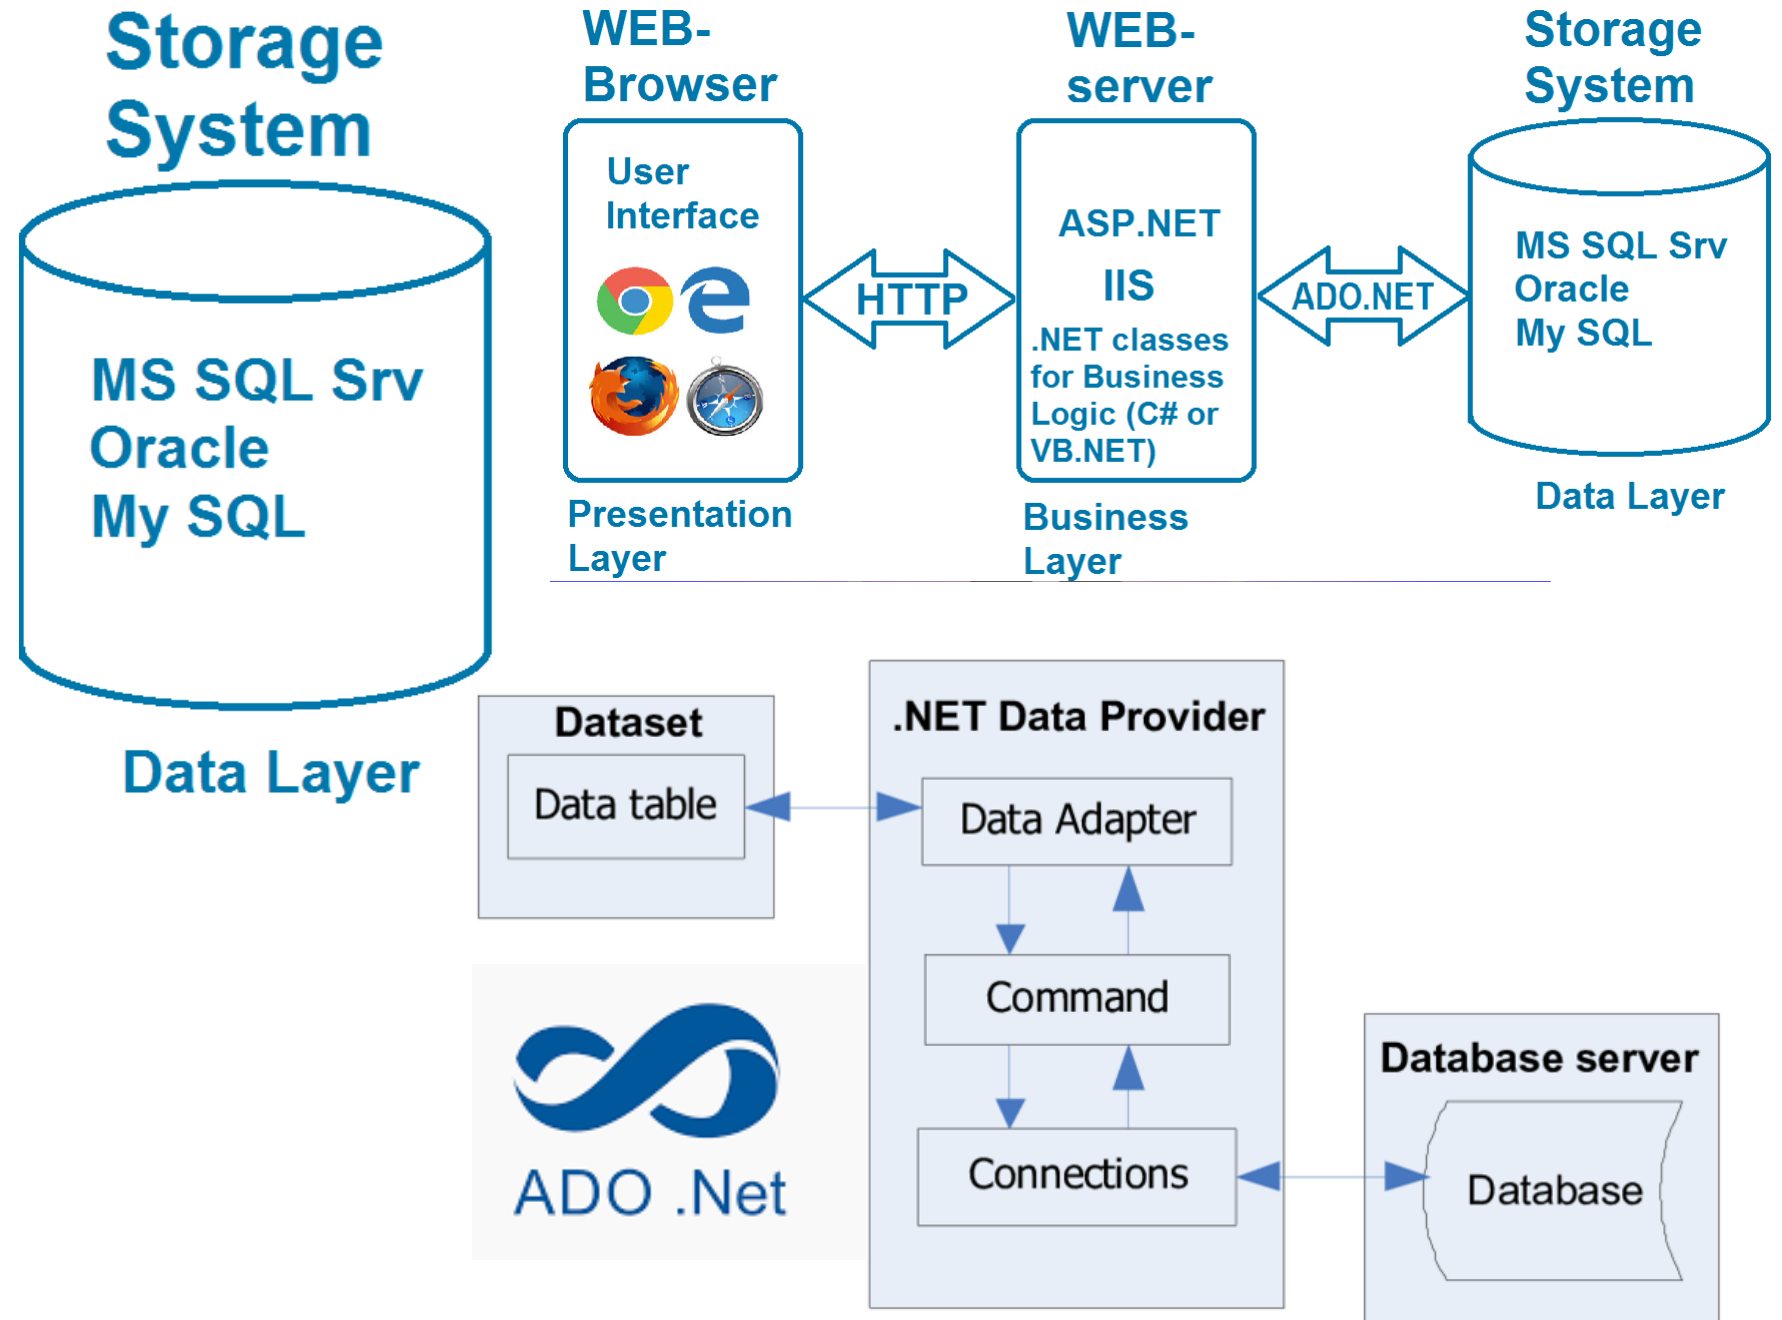 Storage
System
MS SQL Srv
Oracle
My SQL
Data Layer
WEB-
Browser
User
Interface
Presentation
Layer
HTTP
WEB-
server
ASP.NET
IIS
.NET classes
for Business
Logic (C# or
VB.NET)
Business
Layer
ADO.NET
Storage
System
MS SQL Srv
Oracle
My SQL
Data Layer
Dataset
Data table
.NET Data Provider
Data Adapter
Command
Connections
ADO .Net
Database server
Database